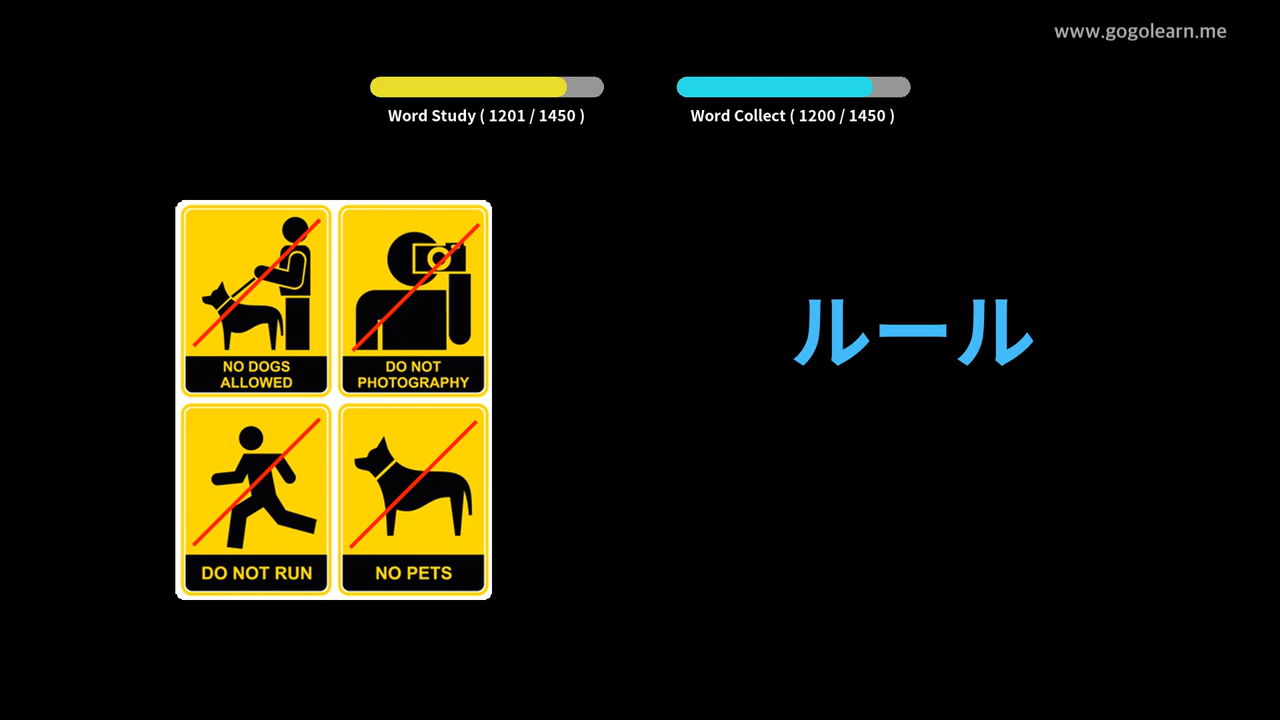 www.gogolearn.me
Word Study ( 1201 / 1450 )
Word Collect ( 1200 / 1450 )
NO DOGS
ALLOWED
DO NOT
PHOTOGRAPHY
ルール
DO NOT RUN
NO PETS